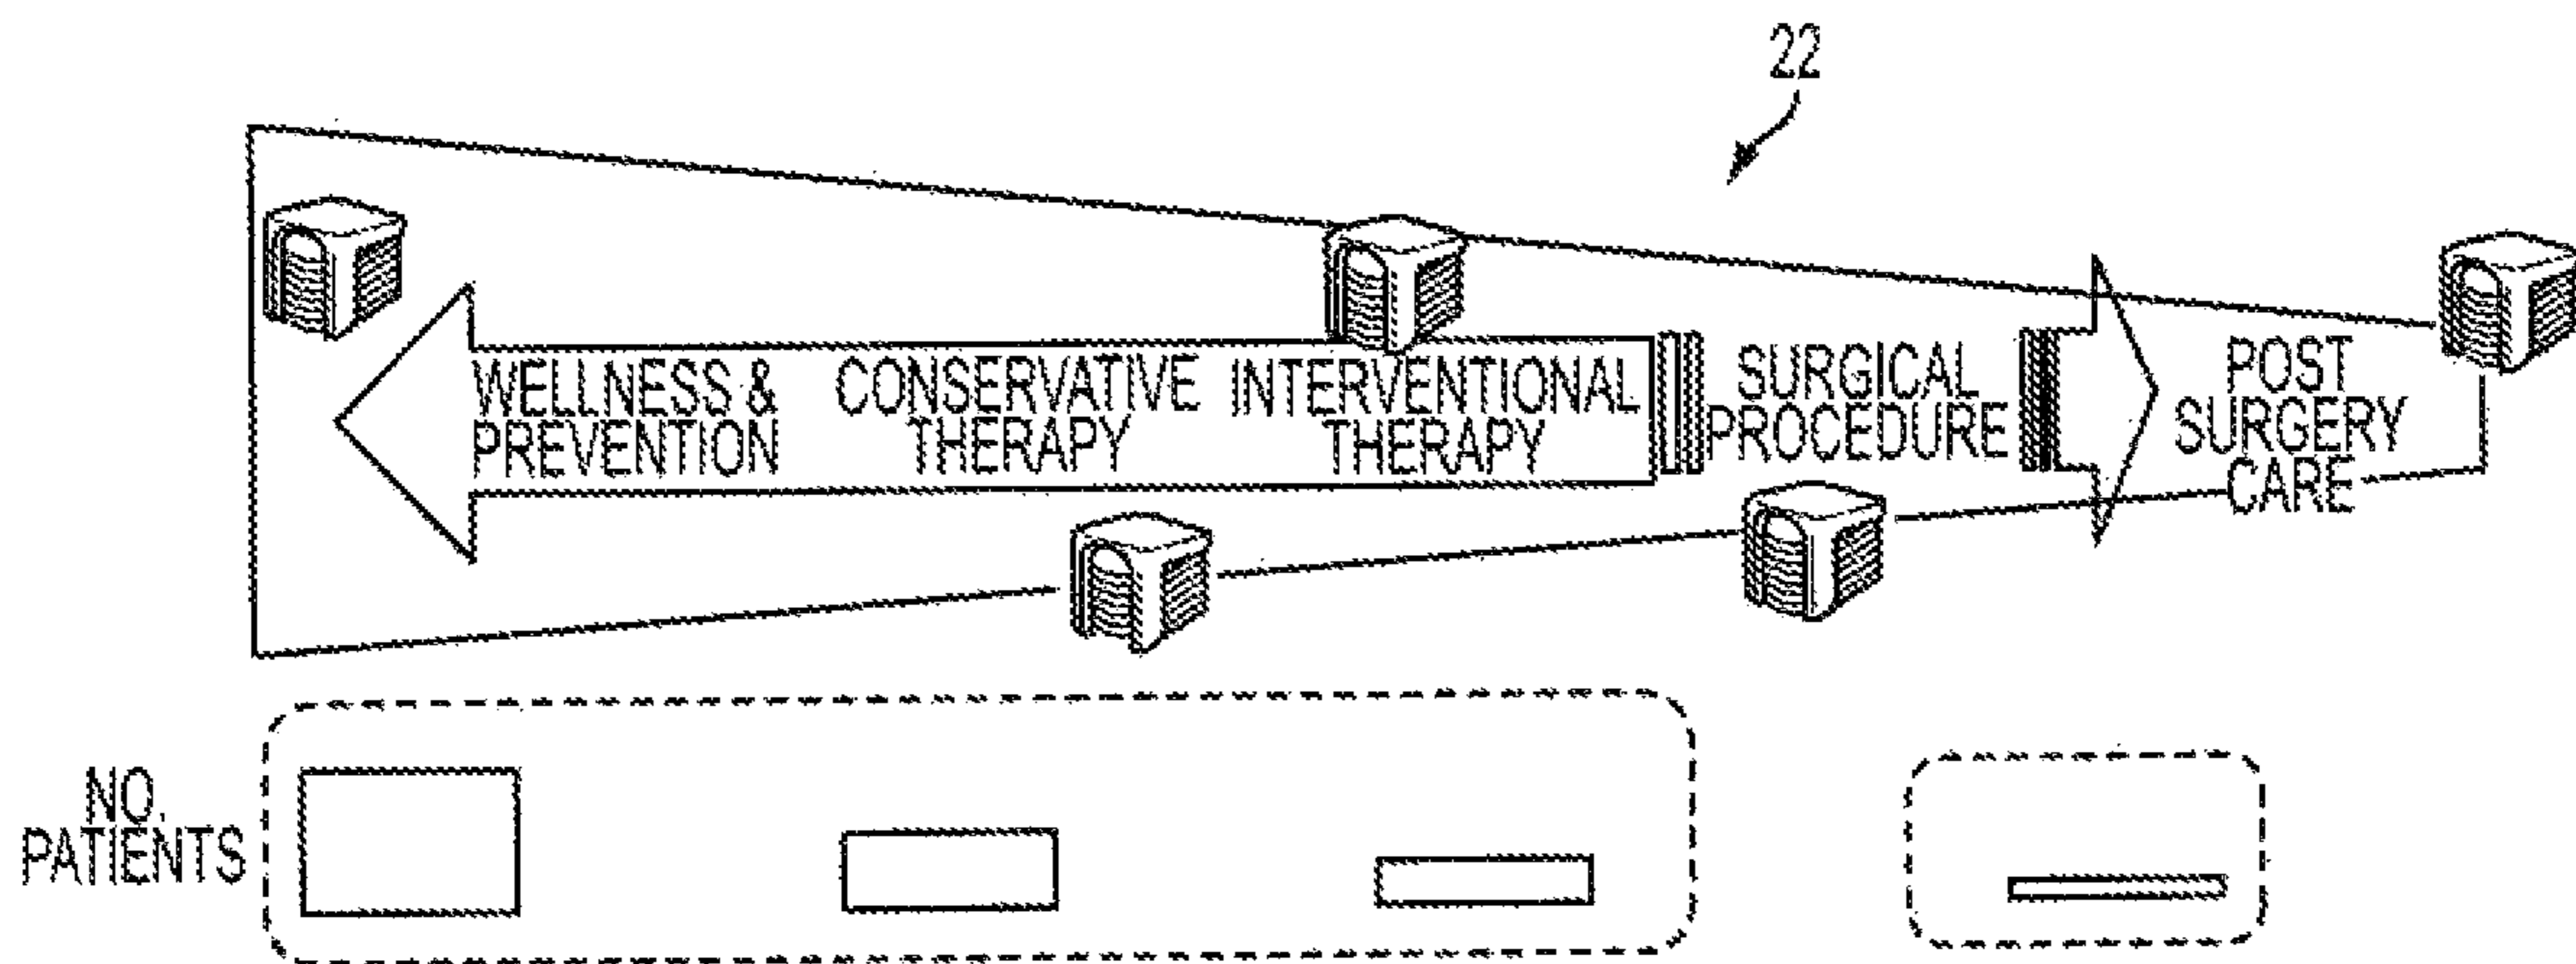 22
WELLNESS &
PREVENTION
CONSERVATIVE
THERAPY
INTERVENTIONAL
THERAPY
SURGICAL
PROCEDURE
POST
SURGERY
CARE
NO.
PATIENTS